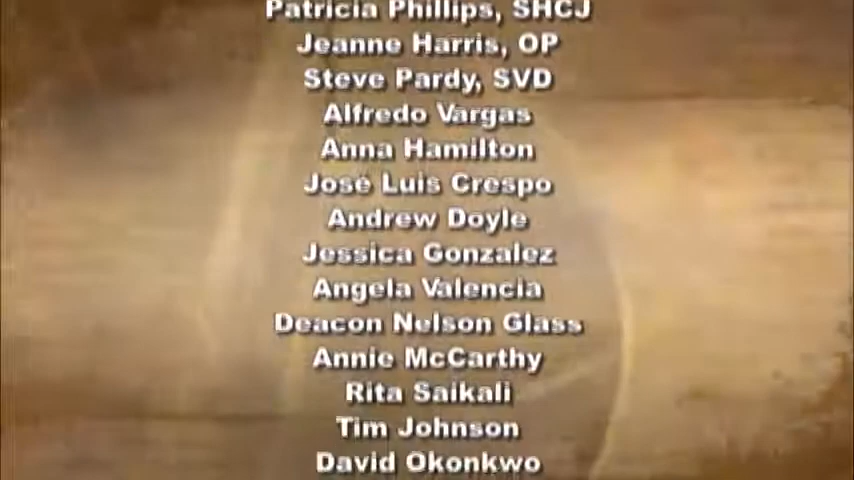 Patricia Phillips, SHCJ
Jeanne Harris, OP
Steve Pardy, SVD
Alfredo Vargas
Anna Hamilton
José Luis Crespo
Andrew Doyle
Jessica Gonzalez
Angela Valencia
Deacon Nelson Glass
Annie McCarthy
Rita Saikali
Tim Johnson
David Okonkwo